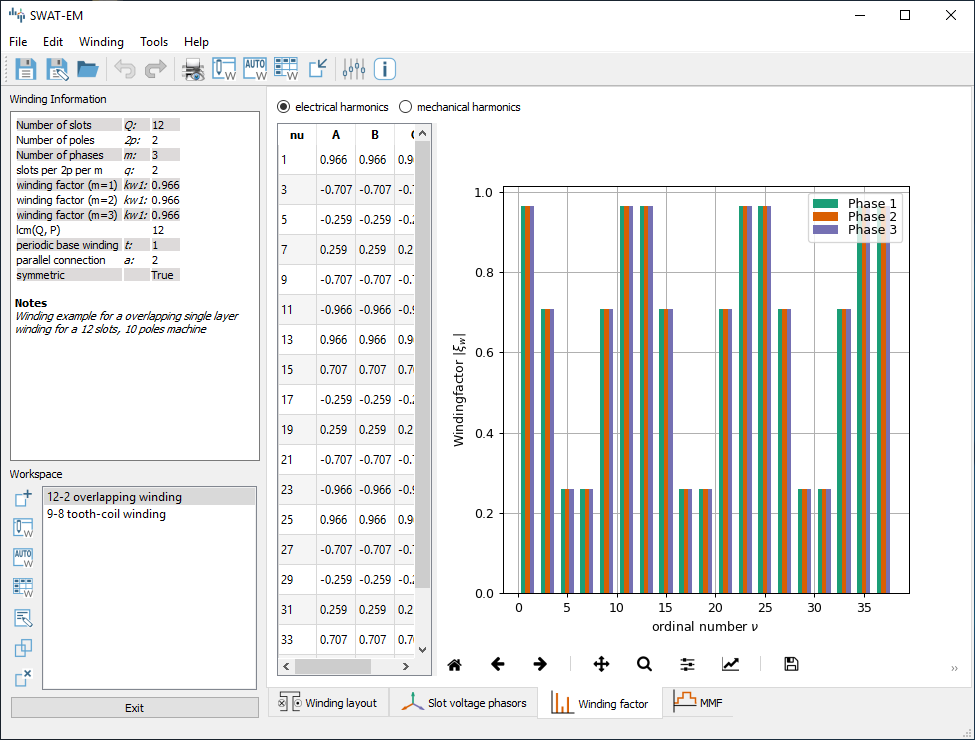 SWAT-EM
File Edit Winding Tools Help
W AUTO W W i
Winding Information
Number of slots Q: 12
Number of poles 2p: 2
Number of phases m: 3
slots per 2p per m q: 2
winding factor (m=1) kw1: 0.966
winding factor (m=2) kw1: 0.966
winding factor (m=3) kw1: 0.966
lcm(Q, P) 12
periodic base winding t: 1
parallel connection a: 2
symmetric True
Notes
Winding example for a overlapping single layer
winding for a 12 slots, 10 poles machine
Workspace
12-2 overlapping winding
9-8 tooth-coil winding
W
AUTO W
W
Exit
electrical harmonics mechanical harmonics
nu A B
1 0.966 0.966 0.9
3 -0.707 -0.707 -0.
5 -0.259 -0.259 -0.
7 0.259 0.259 0.2
9 -0.707 -0.707 -0.
11 -0.966 -0.966 -0.
13 0.966 0.966 0.9
15 0.707 0.707 0.7
17 -0.259 -0.259 -0.
19 0.259 0.259 0.2
21 -0.707 -0.707 -0.
23 -0.966 -0.966 -0.
25 0.966 0.966 0.9
27 -0.707 -0.707 -0.
29 -0.259 -0.259 -0.
31 0.259 0.259 0.2
33 0.707 0.707 0.7
Phase 1
Phase 2
Phase 3
1.0
0.8
0.6
0.4
0.2
0.0
Windingfactor |ξw|
0 5 10 15 20 25 30 35
ordinal number ν
»
Winding layout Slot voltage phasors Winding factor MMF